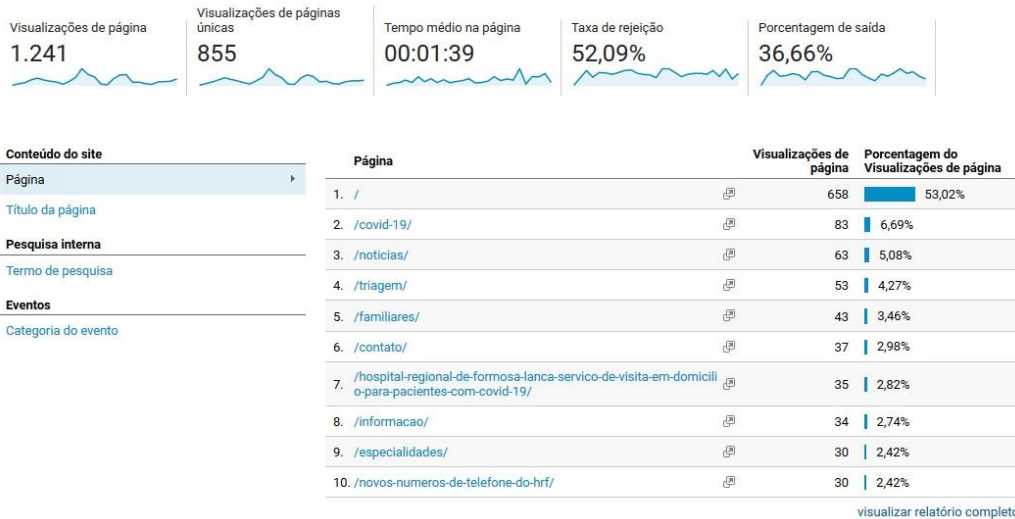 Visualizações de página
1.241
Visualizações de páginas
únicas
855
Tempo médio na página
00:01:39
Taxa de rejeição
52,09%
Porcentagem de saída
36,66%
Conteúdo do site
Página
Título da página
Pesquisa interna
Termo de pesquisa
Eventos
Categoria do evento
Página Visualizações de página Porcentagem do Visualizações de página
1. / 658 53,02%
2. /covid-19/ 83 6,69%
3. /noticias/ 63 5,08%
4. /triagem/ 53 4,27%
5. /familiares/ 43 3,46%
6. /contato/ 37 2,98%
7. /hospital-regional-de-formosa-lanca-servico-de-visita-em-domicili
o-para-pacientes-com-covid-19/ 35 2,82%
8. /informacao/ 34 2,74%
9. /especialidades/ 30 2,42%
10. /novos-numeros-de-telefone-do-hrf/ 30 2,42%
visualizar relatório completo